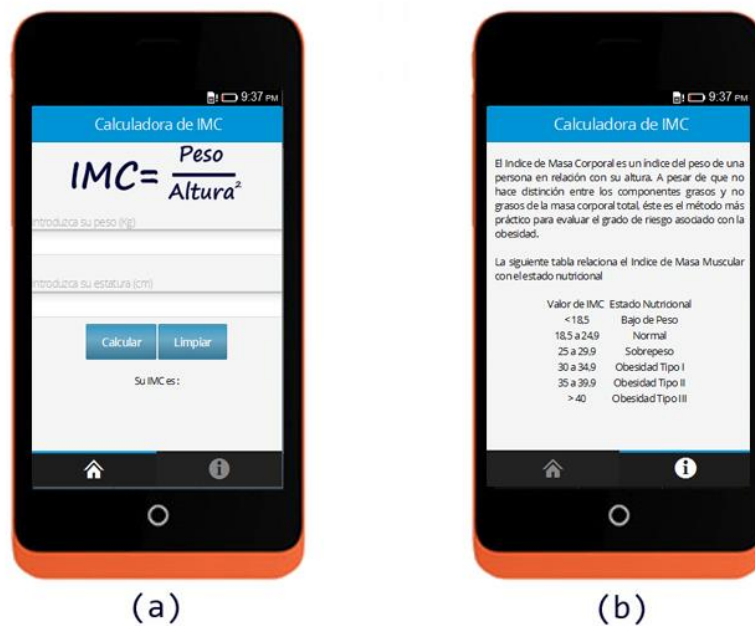 9:37 PM
Calculadora de IMC
IMC= Peso
Altura²
Introduzca su peso (Kg)
Introduzca su estatura (cm)
Calcular Limpiar
Su IMC es:
(a)
9:37 PM
Calculadora de IMC
El Indice de Masa Corporal es un índice del peso de una
persona en relación con su altura. A pesar de que no
hace distinción entre los componentes grasos y no
grasos de la masa corporal total, éste es el método más
práctico para evaluar el grado de riesgo asociado con la
obesidad.
La siguiente tabla relaciona el Indice de Masa Muscular
con el estado nutricional
Valor de IMC Estado Nutricional
<18,5 Bajo de Peso
18,5 a 24,9 Normal
25 a 29,9 Sobrepeso
30 a 34,9 Obesidad Tipo I
35 a 39,9 Obesidad Tipo II
>40 Obesidad Tipo III
(b)